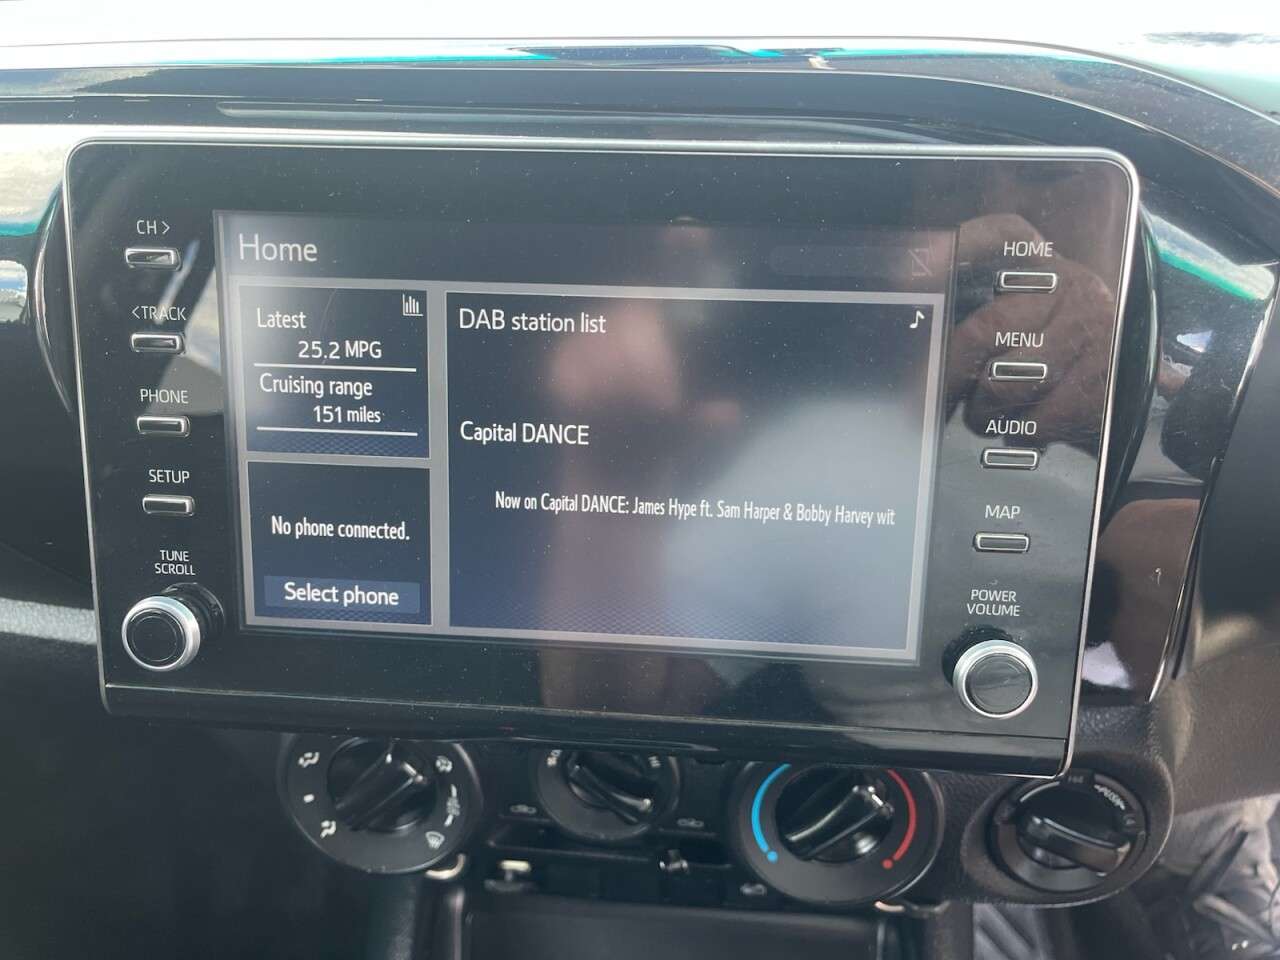 CH >
<TRACK
PHONE
SETUP
TUNE
SCROLL
Home
Latest
25.2 MPG
Cruising range
151 miles
No phone connected.
Select phone
DAB station list
Capital DANCE
Now on Capital DANCE: James Hype ft. Sam Harper & Bobby Harvey wit
HOME
MENU
AUDIO
MAP
POWER
VOLUME